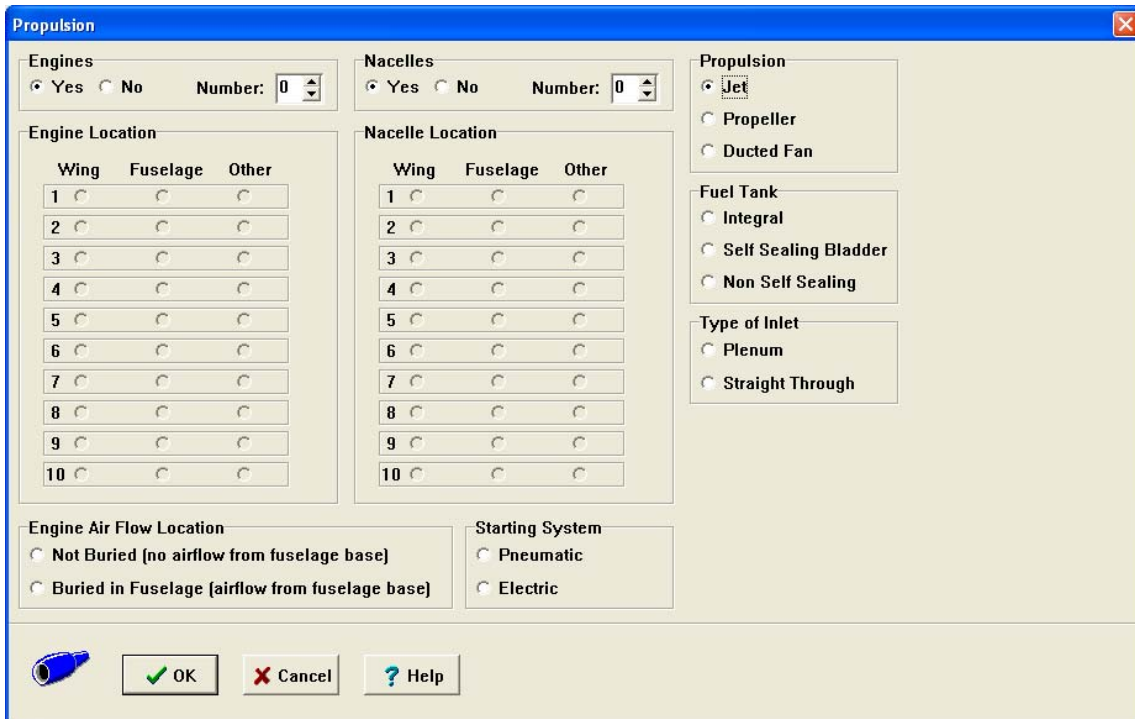 Propulsion
Engines
Yes No Number: 0
Nacelles
Yes No Number: 0
Propulsion
Jet
Propeller
Ducted Fan
Engine Location
Wing Fuselage Other
1
2
3
4
5
6
7
8
9
10
Nacelle Location
Wing Fuselage Other
1
2
3
4
5
6
7
8
9
10
Fuel Tank
Integral
Self Sealing Bladder
Non Self Sealing
Type of Inlet
Plenum
Straight Through
Engine Air Flow Location
Not Buried (no airflow from fuselage base)
Buried in Fuselage (airflow from fuselage base)
Starting System
Pneumatic
Electric
OK Cancel ? Help